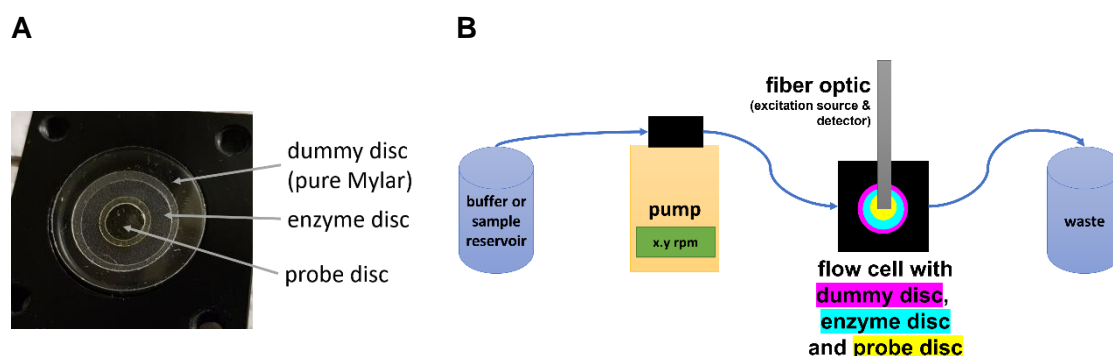 A
dummy disc
(pure Mylar)
enzyme disc
probe disc
B
fiber optic
(excitation source &
detector)
buffer or
sample
reservoir
pump
x.y rpm
waste
flow cell with
dummy disc,
enzyme disc
and probe disc